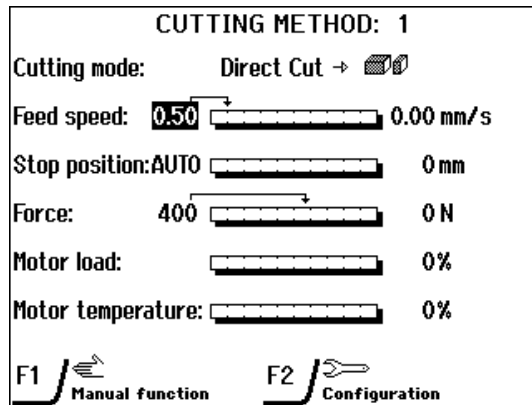 CUTTING METHOD: 1
Cutting mode: Direct Cut
Feed speed: 0.50 0.00 mm/s
Stop position:AUTO 0 mm
Force: 400 0 N
Motor load: 0%
Motor temperature: 0%
F1 Manual function F2 Configuration